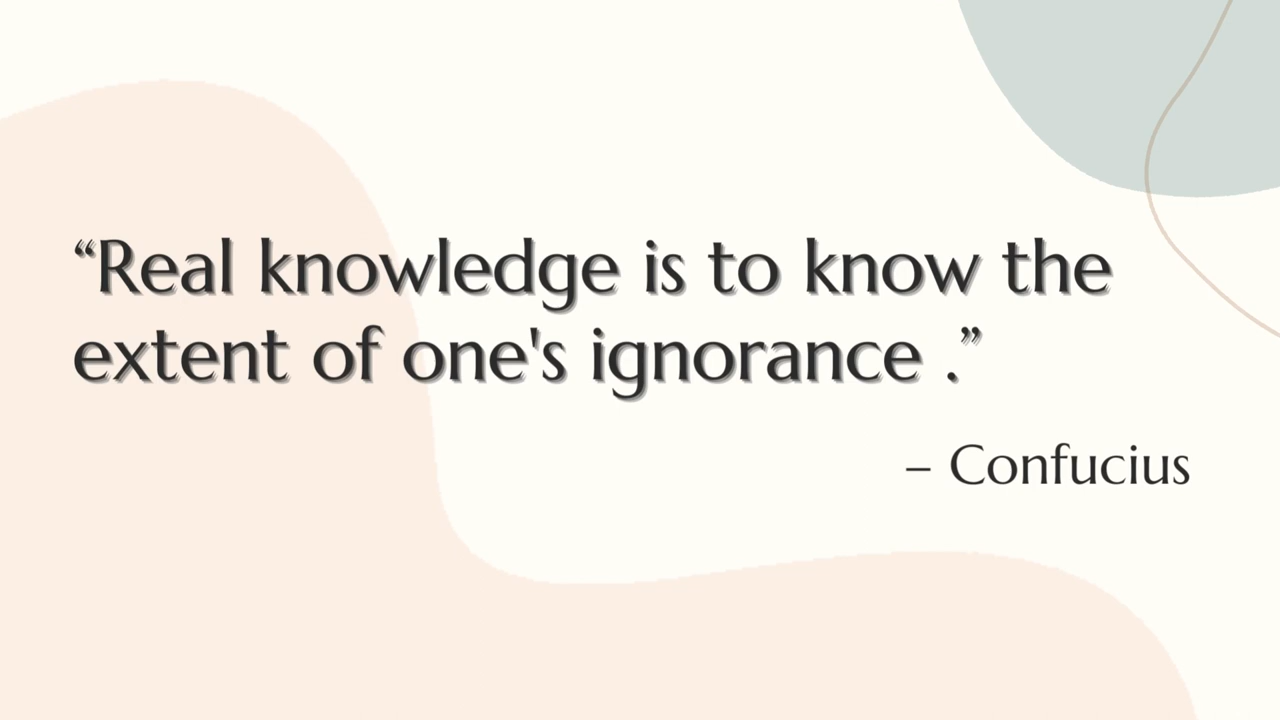 “Real knowledge is to know the
extent of one's ignorance .”
– Confucius